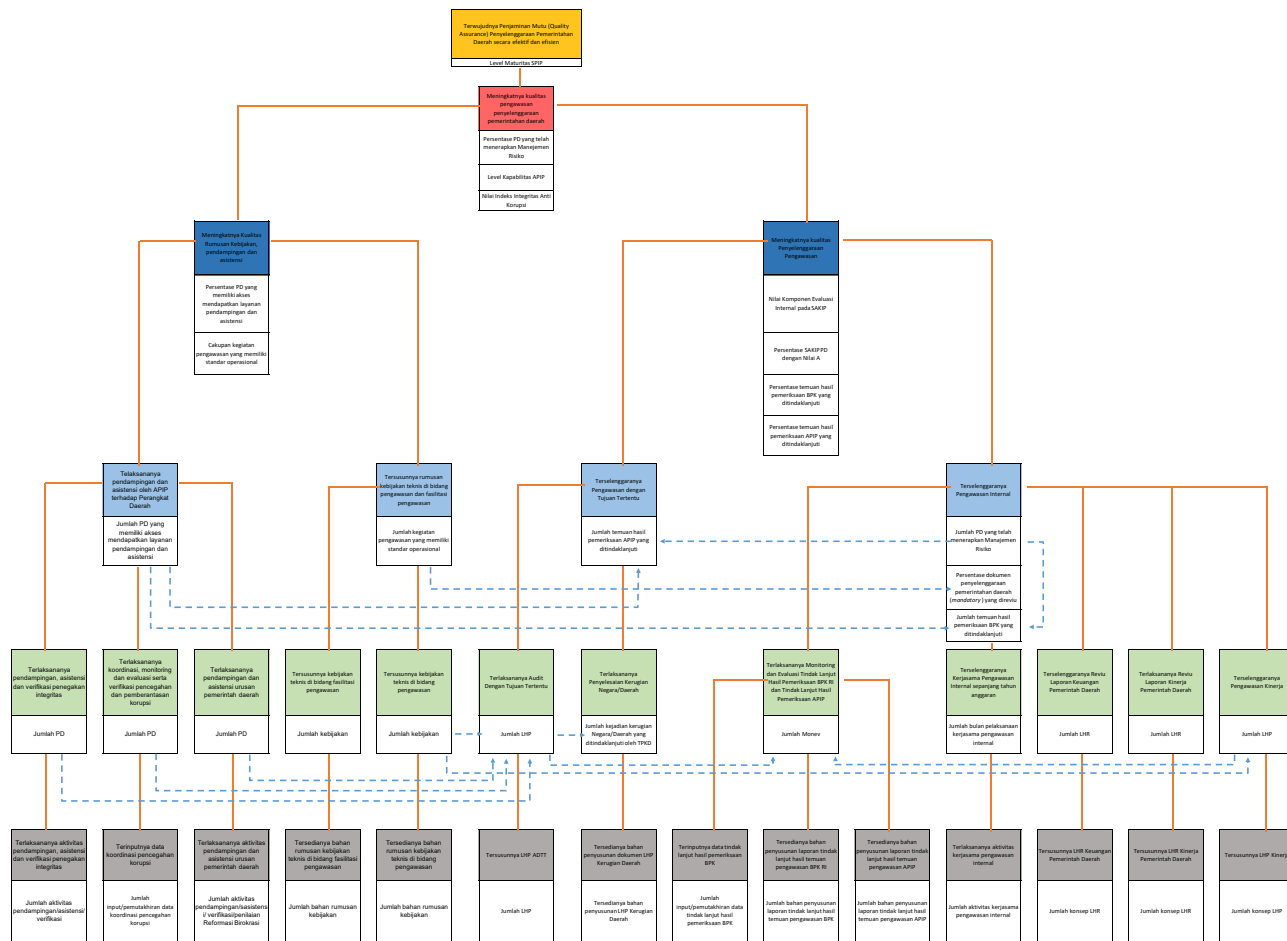 Terwujudnya Penjaminan Mutu (Quality
Assurance) Penyelenggaraan Pemerintahan
Daerah secara efektif dan efisien
Level Maturitas SPIP
Meningkatnya kualitas
pengawasan
penyelenggaraan
pemerintahan daerah
Persentase PD yang telah
menerapkan Manejemen
Risiko
Level Kapabilitas APIP
Nilai Indeks Integritas Anti
Korupsi
Meningkatnya Kualitas
Rumusan Kebijakan,
pendampingan dan
asistensi
Persentase PD yang
memiliki akses
mendapatkan layanan
pendampingan dan
asistensi
Cakupan kegiatan
pengawasan yang memiliki
standar operasional
Meningkatnya kualitas
Penyelenggaraan
Pengawasan
Nilai Komponen Evaluasi
Internal pada SAKIP
Persentase SAKIP PD
dengan Nilai A
Persentase temuan hasil
pemeriksaan BPK yang
ditindaklanjuti
Persentase temuan hasil
pemeriksaan APIP yang
ditindaklanjuti
Telaksananya
pendampingan dan
asistensi oleh APIP
terhadap Perangkat
Daerah
Jumlah PD yang
memiliki akses
mendapatkan layanan
pendampingan dan
asistensi
Tersusunnya rumusan
kebijakan teknis di bidang
pengawasan dan fasilitasi
pengawasan
Jumlah kegiatan
pengawasan yang memiliki
standar operasional
Terselenggaranya
Pengawasan dengan
Tujuan Tertentu
Jumlah temuan hasil
pemeriksaan APIP yang
ditindaklanjuti
Terselenggaranya
Pengawasan Internal
Jumlah PD yang telah
menerapkan Manajemen
Risiko
Persentase dokumen
penyelenggaraan
pemerintahan daerah
(mandatory ) yang direviu
Jumlah temuan hasil
pemeriksaan BPK yang
ditindaklanjuti
Terlaksananya
pendampingan, asistensi
dan verifikasi penegakan
integritas
Jumlah PD
Terlaksananya
koordinasi, monitoring
dan evaluasi serta
verifikasi pencegahan
dan pemberantasan
korupsi
Jumlah PD
Terlaksananya
pendampingan dan
asistensi urusan
pemerintah daerah
Jumlah PD
Tersusunnya kebijakan
teknis di bidang fasilitasi
pengawasan
Jumlah kebijakan
Tersusunnya kebijakan
teknis di bidang
pengawasan
Jumlah kebijakan
Terlaksananya Audit
Dengan Tujuan Tertentu
Jumlah LHP
Terlaksananya
Penyelesaian Kerugian
Negara/Daerah
Jumlah kejadian kerugian
Negara/Daerah yang
ditindaklanjuti oleh TPKD
Terlaksananya Monitoring
dan Evaluasi Tindak Lanjut
Hasil Pemeriksaan BPK RI
dan Tindak Lanjut Hasil
Pemeriksaan APIP
Jumlah Monev
Terselenggaranya
Kerjasama Pengawasan
Internal sepanjang tahun
anggaran
Jumlah bulan pelaksanaan
kerjasama pengawasan
internal
Terselenggaranya Reviu
Laporan Keuangan
Pemerintah Daerah
Jumlah LHR
Terlaksananya Reviu
Laporan Kinerja
Pemerintah Daerah
Jumlah LHR
Terselenggaranya
Pengawasan Kinerja
Jumlah LHP
Terlaksananya aktivitas
pendampingan, asistensi
dan verifikasi penegakan
integritas
Jumlah aktivitas
pendampingan/asistensi/
verifikasi
Terinputnya data
koordinasi pencegahan
korupsi
Jumlah
input/pemutakhiran data
koordinasi pencegahan
korupsi
Terlaksananya aktivitas
pendampingan dan
asistensi urusan
pemerintah daerah
Jumlah aktivitas
pendampingan/sasistens
i/ verifikasi/penilaian
Reformasi Birokrasi
Tersedianya bahan
rumusan kebijakan
teknis di bidang fasilitasi
pengawasan
Jumlah bahan rumusan
kebijakan
Tersedianya bahan
rumusan kebijakan
teknis di bidang
pengawasan
Jumlah bahan rumusan
kebijakan
Tersusunnya LHP ADTT
Jumlah LHP
Tersedianya bahan
penyusunan dokumen LHP
Kerugian Daerah
Tersedianya bahan
penyusunan LHP Kerugian
Daerah
Terinputnya data tindak
lanjut hasil pemeriksaan
BPK
Jumlah
input/pemutakhiran data
tindak lanjut hasil
pemeriksaan BPK
Tersedianya bahan
penyusunan laporan tindak
lanjut hasil temuan
pengawasan BPK RI
Jumlah bahan penyusunan
laporan tindak lanjut hasil
temuan pengawasan BPK
Tersedianya bahan
penyusunan laporan tindak
lanjut hasil temuan
pengawasan APIP
Jumlah bahan penyusunan
laporan tindak lanjut hasil
temuan pengawasan APIP
Terlaksananya aktivitas
kerjasama pengawasan
internal
Jumlah aktivitas kerjasama
pengawasan internal
Tersusunnya LHR Keuangan
Pemerintah Daerah
Jumlah konsep LHR
Tersusunnya LHR Kinerja
Pemerintah Daerah
Jumlah konsep LHR
Tersusunnya LHP Kinerja
Jumlah konsep LHP